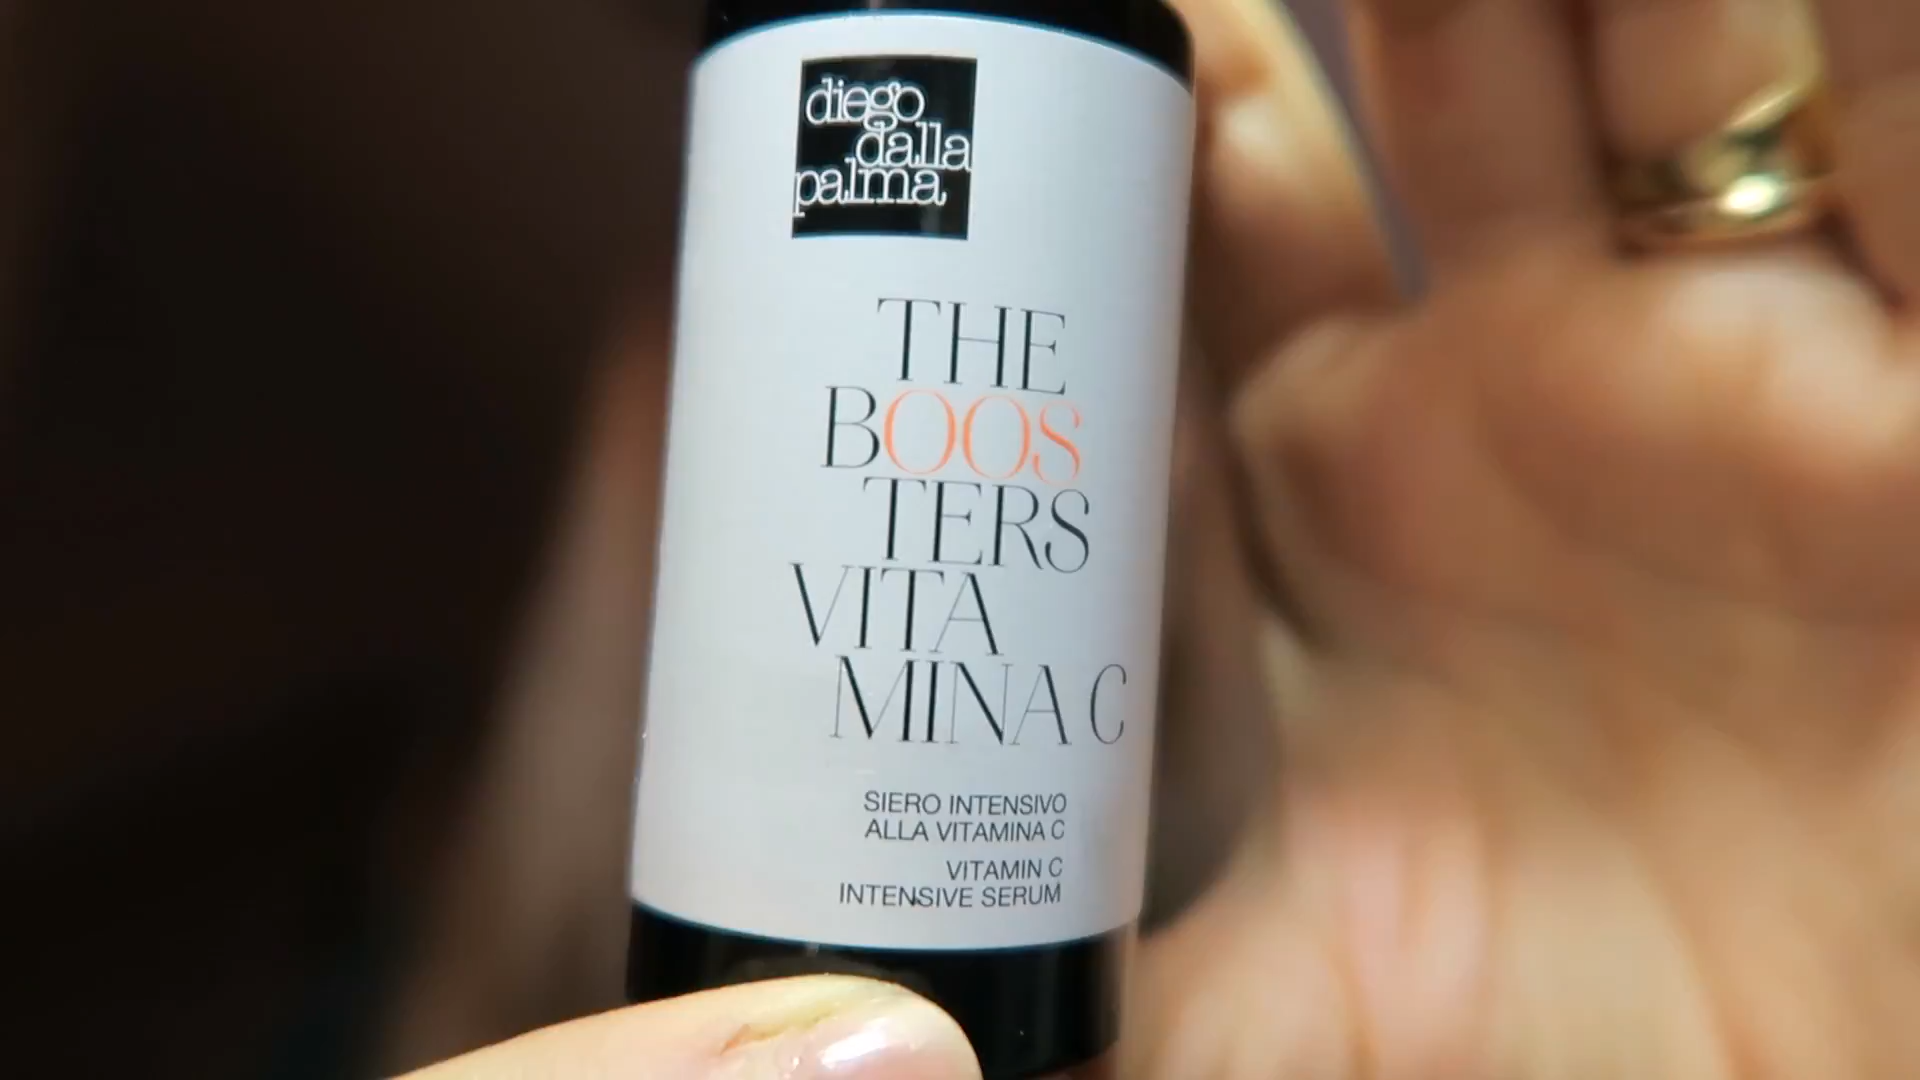 diego
dalla
palma
THE
BOOS
TERS
VITA
MINA C
SIERO INTENSIVO
ALLA VITAMINA C
VITAMIN C
INTENSIVE SERUM